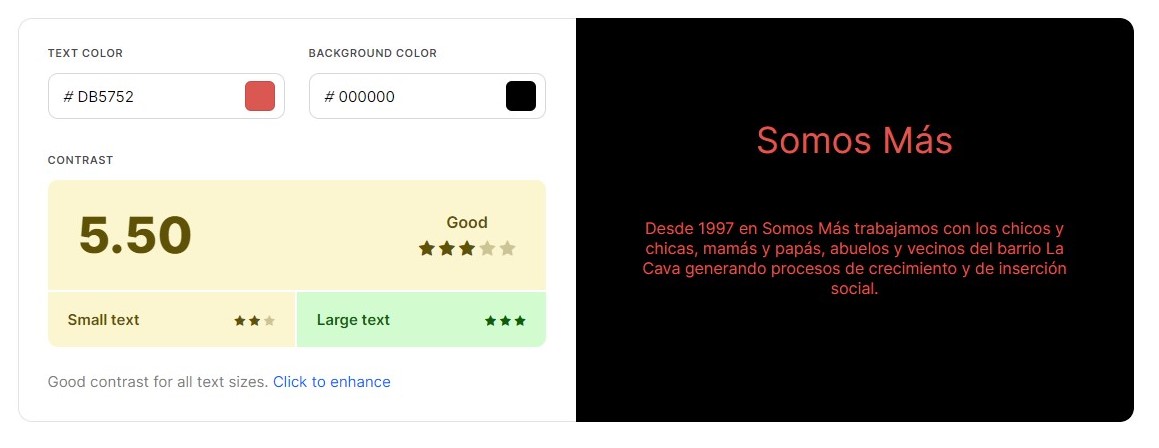 TEXT COLOR
BACKGROUND COLOR
# DB5752
# 000000
CONTRAST
5.50
Good
Small text
Large text
Good contrast for all text sizes. Click to enhance
Somos Más
Desde 1997 en Somos Más trabajamos con los chicos y
chicas, mamás y papás, abuelos y vecinos del barrio La
Cava generando procesos de crecimiento y de inserción
social.